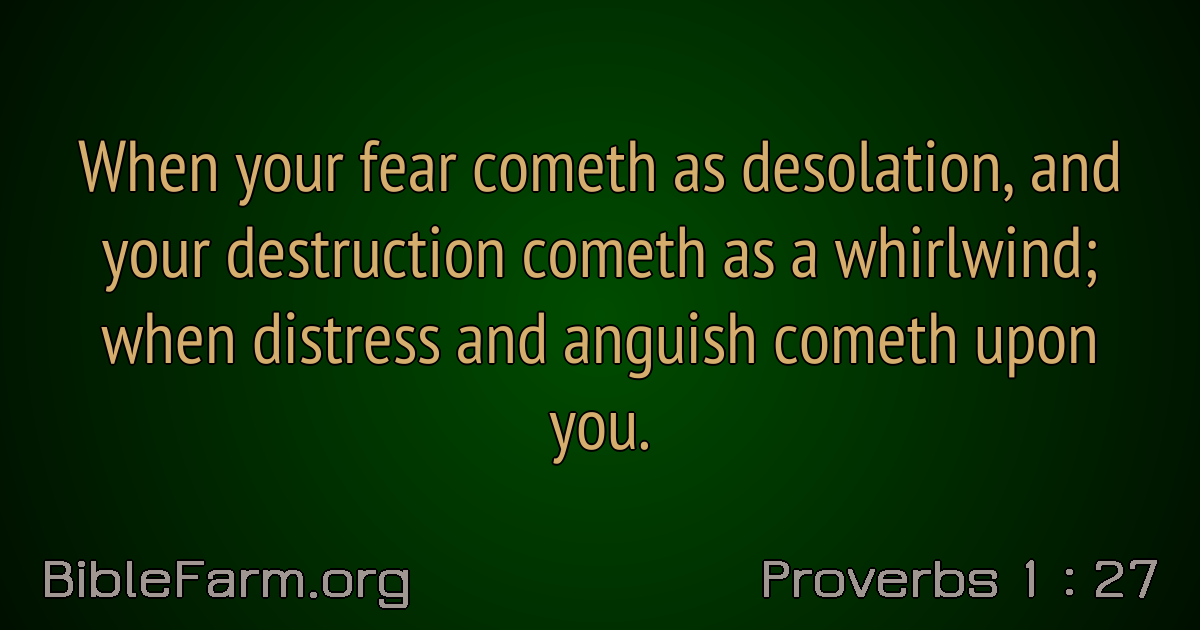 When your fear cometh as desolation, and
your destruction cometh as a whirlwind;
when distress and anguish cometh upon
you.
BibleFarm.org
Proverbs 1 : 27